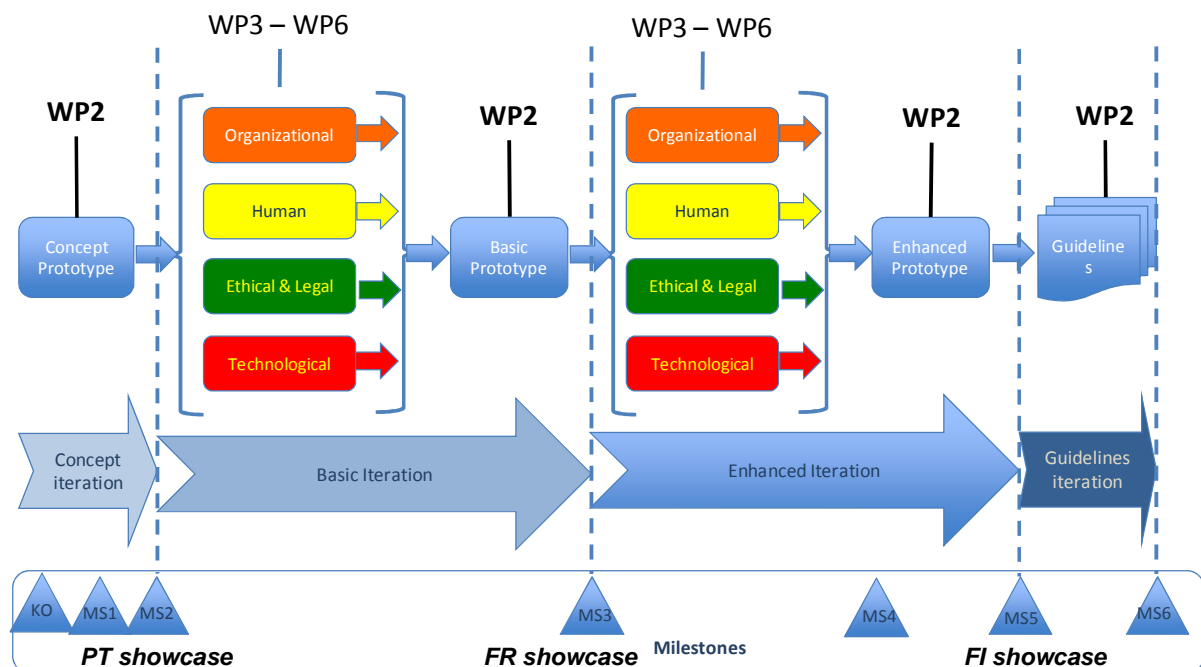 WP3 – WP6
WP3 – WP6
WP2
WP2
WP2
WP2
Organizational
Human
Ethical & Legal
Technological
Organizational
Human
Ethical & Legal
Technological
Concept
Prototype
Basic
Prototype
Enhanced
Prototype
Guideline
s
Concept
iteration
Basic Iteration
Enhanced Iteration
Guidelines
iteration
KO
MS1
MS2
MS3
MS4
MS5
MS6
Milestones
PT showcase
FR showcase
FI showcase